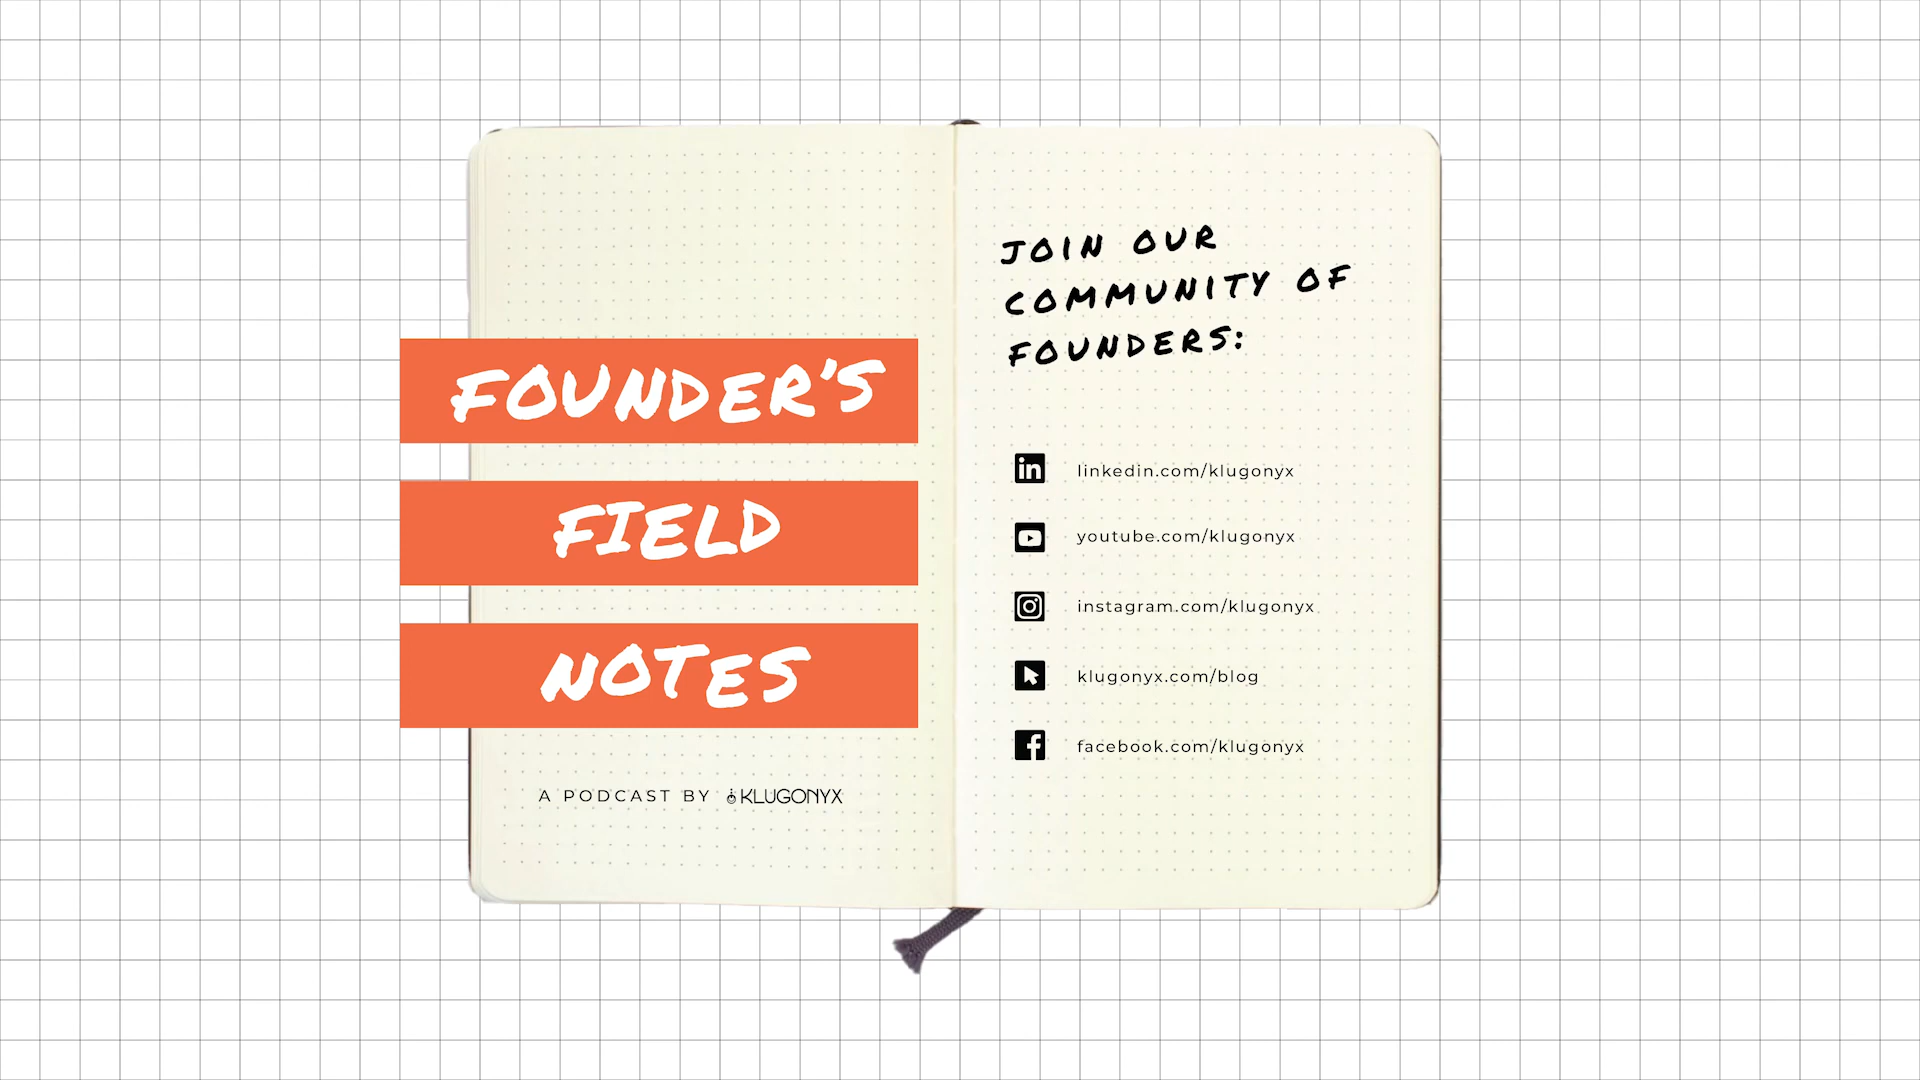 FOUNDER'S
FIELD
NOTES
A PODCAST BY KLUGONYX
JOIN OUR
COMMUNITY OF
FOUNDERS:
linkedin.com/klugonyx
youtube.com/klugonyx
instagram.com/klugonyx
klugonyx.com/blog
facebook.com/klugonyx